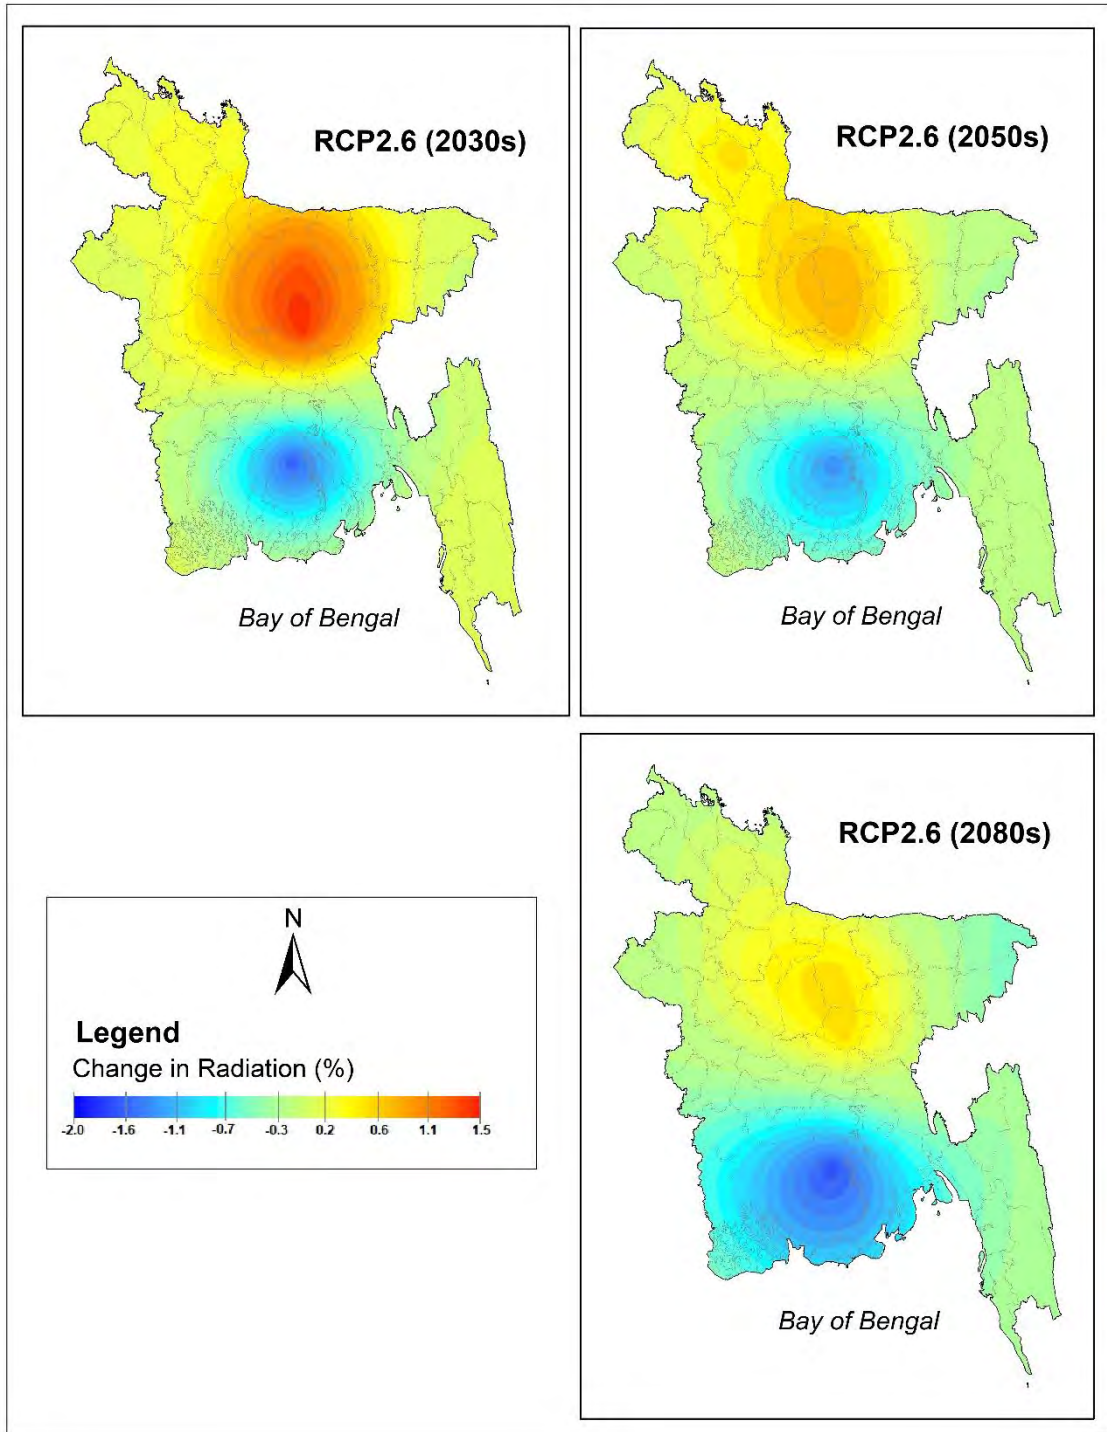 RCP2.6 (2030s)
Bay of Bengal
RCP2.6 (2050s)
Bay of Bengal
RCP2.6 (2080s)
Bay of Bengal
N
Legend
Change in Radiation (%)
-2.0 -1.6 -1.1 -0.7 -0.3 0.2 0.6 1.1 1.5